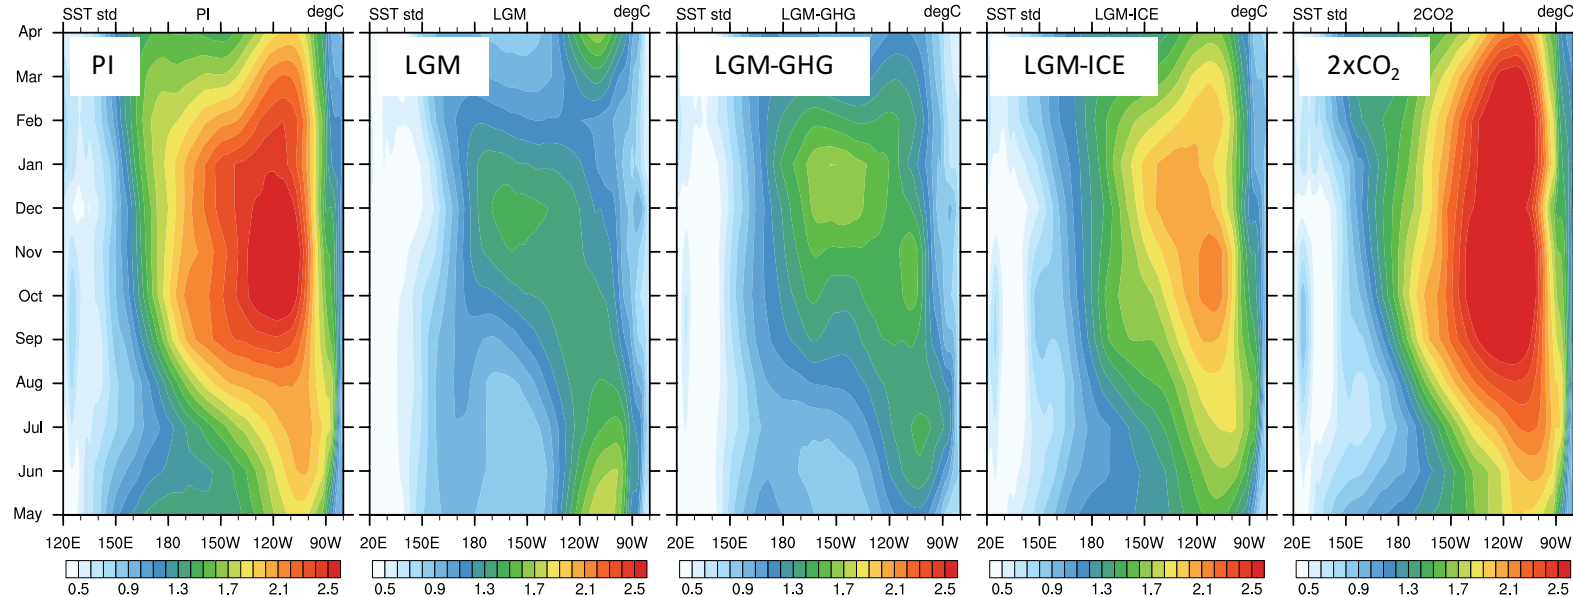 SST std PI degC SST std LGM degC SST std LGM-GHG degC SST std LGM-ICE degC SST std 2CO2 degC
PI LGM LGM-GHG LGM-ICE 2xCO₂
Apr
Mar
Feb
Jan
Dec
Nov
Oct
Sep
Aug
Jul
Jun
May
120E 150E 180 150W 120W 90W 20E 150E 180 150W 120W 90W 20E 150E 180 150W 120W 90W 20E 150E 180 150W 120W 90W 20E 150E 180 150W 120W 90W
0.5 0.9 1.3 1.7 2.1 2.5 0.5 0.9 1.3 1.7 2.1 2.5 0.5 0.9 1.3 1.7 2.1 2.5 0.5 0.9 1.3 1.7 2.1 2.5 0.5 0.9 1.3 1.7 2.1 2.5